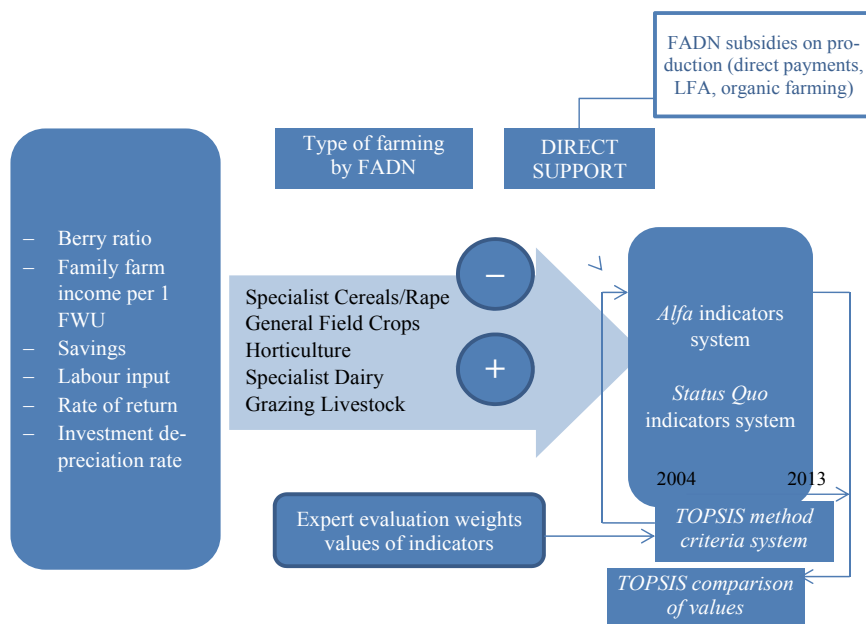 FADN subsidies on pro-
duction (direct payments,
LFA, organic farming)
Type of farming
by FADN
DIRECT
SUPPORT
– Berry ratio
– Family farm
income per 1
FWU
– Savings
– Labour input
– Rate of return
– Investment de-
preciation rate
Specialist Cereals/Rape
General Field Crops
Horticulture
Specialist Dairy
Grazing Livestock
–
+
Alfa indicators
system
Status Quo
indicators system
2004 2013
Expert evaluation weights
values of indicators
TOPSIS method
criteria system
TOPSIS comparison
of values